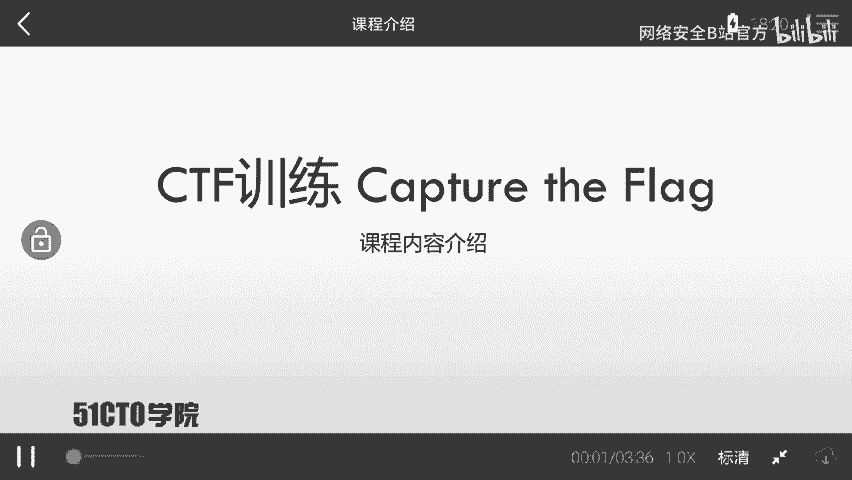 课程介绍
18:20
网络安全B站官方 bilibili
CTF训练 Capture the Flag
课程内容介绍
51CTO学院
00:01/03:36 1.0X 标清